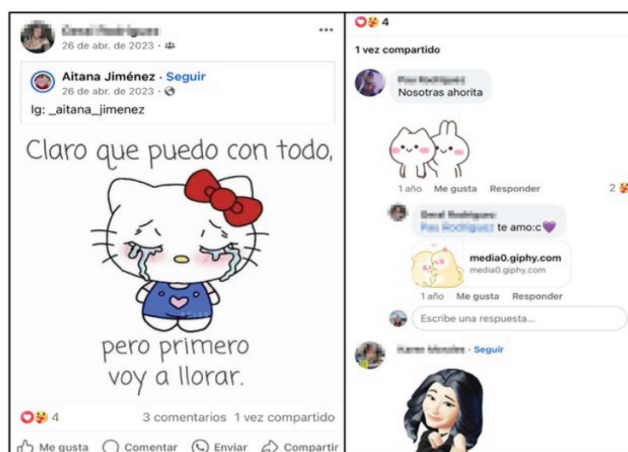 26 de abr. de 2023 ·
Aitana Jiménez · Seguir
26 de abr. de 2023 ·
Ig: _aitana_jimenez
Claro que puedo con todo,
pero primero
voy a llorar.
4
3 comentarios 1 vez compartido
Me gusta Comentar Enviar Compartir
4
1 vez compartido
Nosotras ahorita
1 año Me gusta Responder 2
te amo:c
media0.giphy.com
media0.giphy.com
1 año Me gusta Responder
Escribe una respuesta...
· Seguir